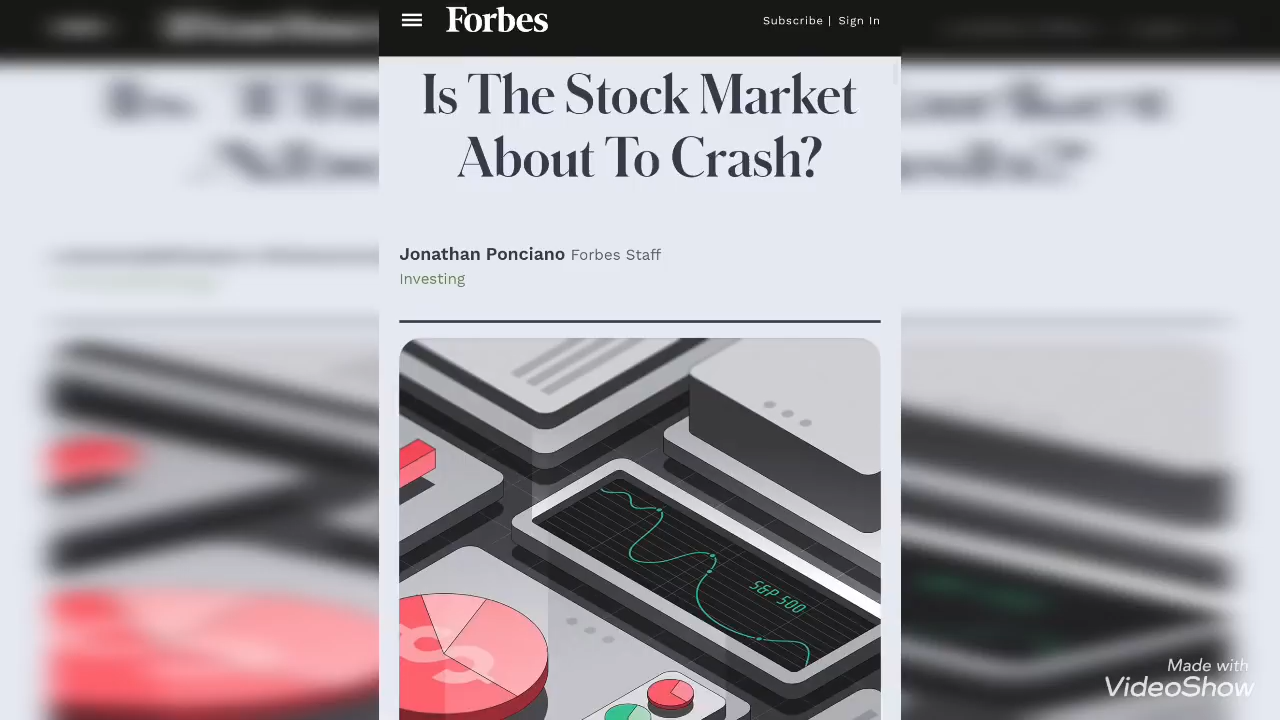 Forbes
Subscribe | Sign In
Is The Stock Market
About To Crash?
Jonathan Ponciano Forbes Staff
Investing
S&P 500
Made with
VideoShow